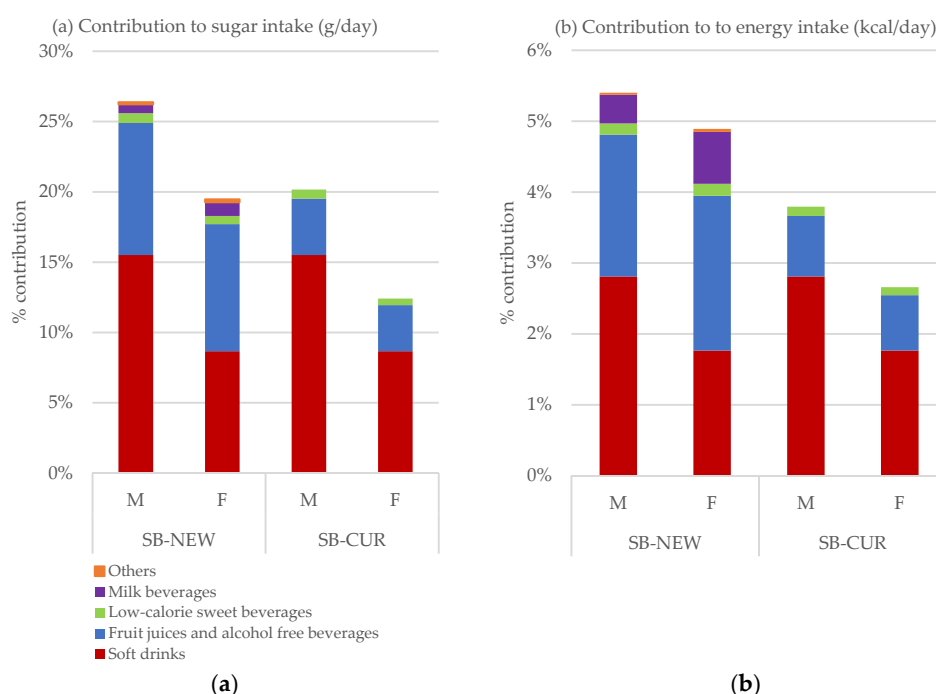 (a) Contribution to sugar intake (g/day)
30%
25%
20%
15%
10%
5%
0%
% contribution
M F M F
SB-NEW SB-CUR
Others
Milk beverages
Low-calorie sweet beverages
Fruit juices and alcohol free beverages
Soft drinks
(a)
(b) Contribution to to energy intake (kcal/day)
6%
5%
4%
3%
2%
1%
0%
% contribution
M F M F
SB-NEW SB-CUR
(b)